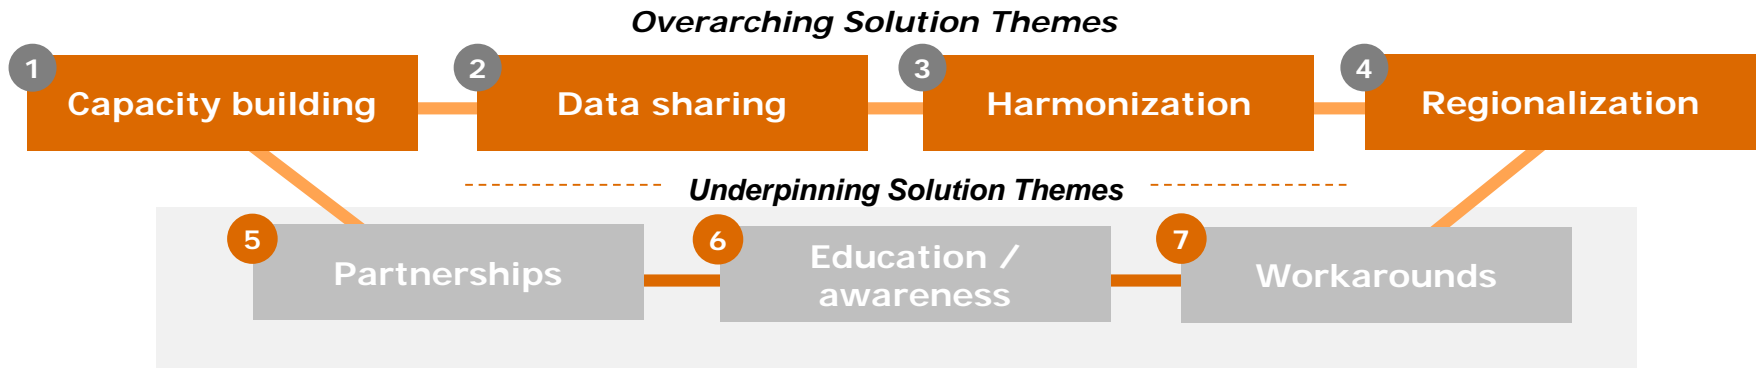 Overarching Solution Themes
1
Capacity building
2
Data sharing
3
Harmonization
4
Regionalization
Underpinning Solution Themes
5
Partnerships
6
Education /
awareness
7
Workarounds